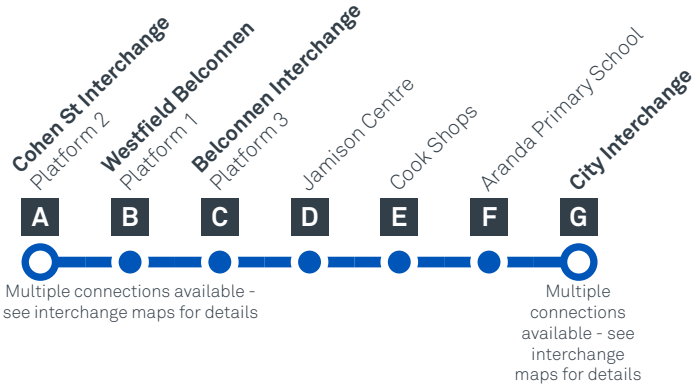 Cohen St Interchange
Platform 2
Westfield Belconnen
Platform 1
Belconnen Interchange
Platform 3
Jamison Centre
Cook Shops
Aranda Primary School
City Interchange
A
B
C
D
E
F
G
Multiple connections available -
see interchange maps for details
Multiple
connections
available - see
interchange
maps for details